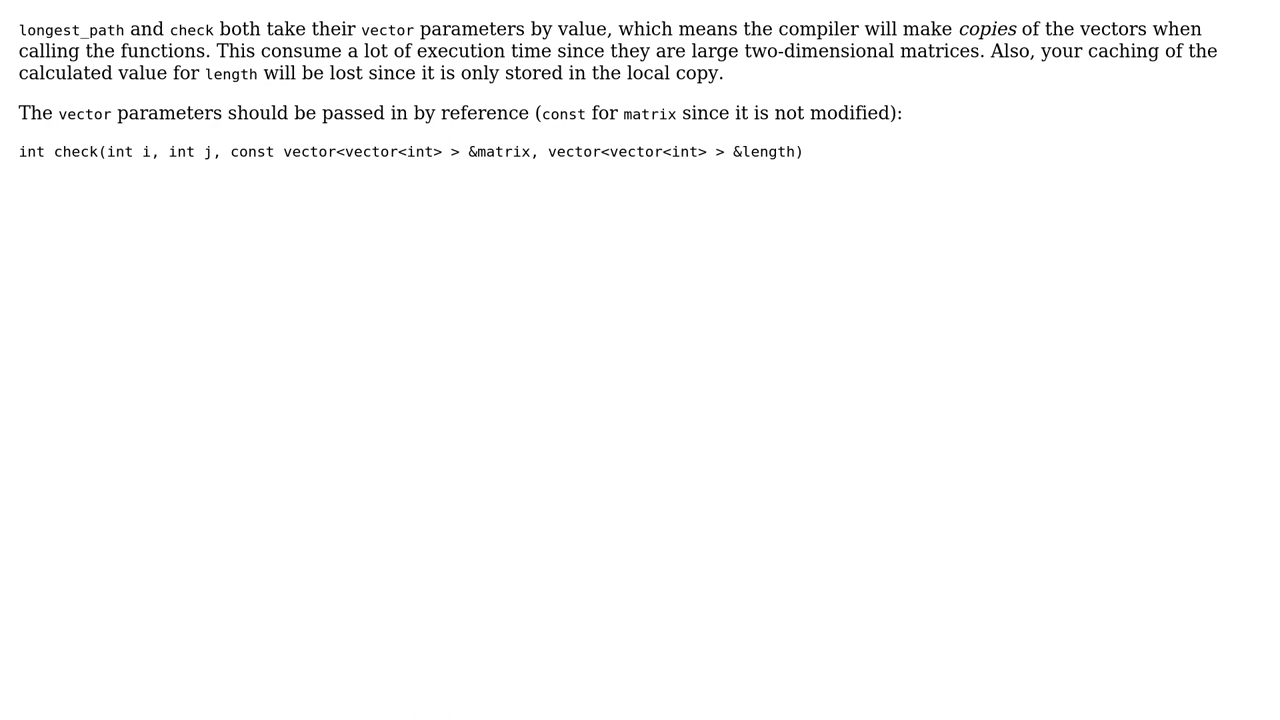 longest_path and check both take their vector parameters by value, which means the compiler will make copies of the vectors when
calling the functions. This consume a lot of execution time since they are large two-dimensional matrices. Also, your caching of the
calculated value for length will be lost since it is only stored in the local copy.
The vector parameters should be passed in by reference (const for matrix since it is not modified):
int check(int i, int j, const vector<vector<int> > &matrix, vector<vector<int> > &length)